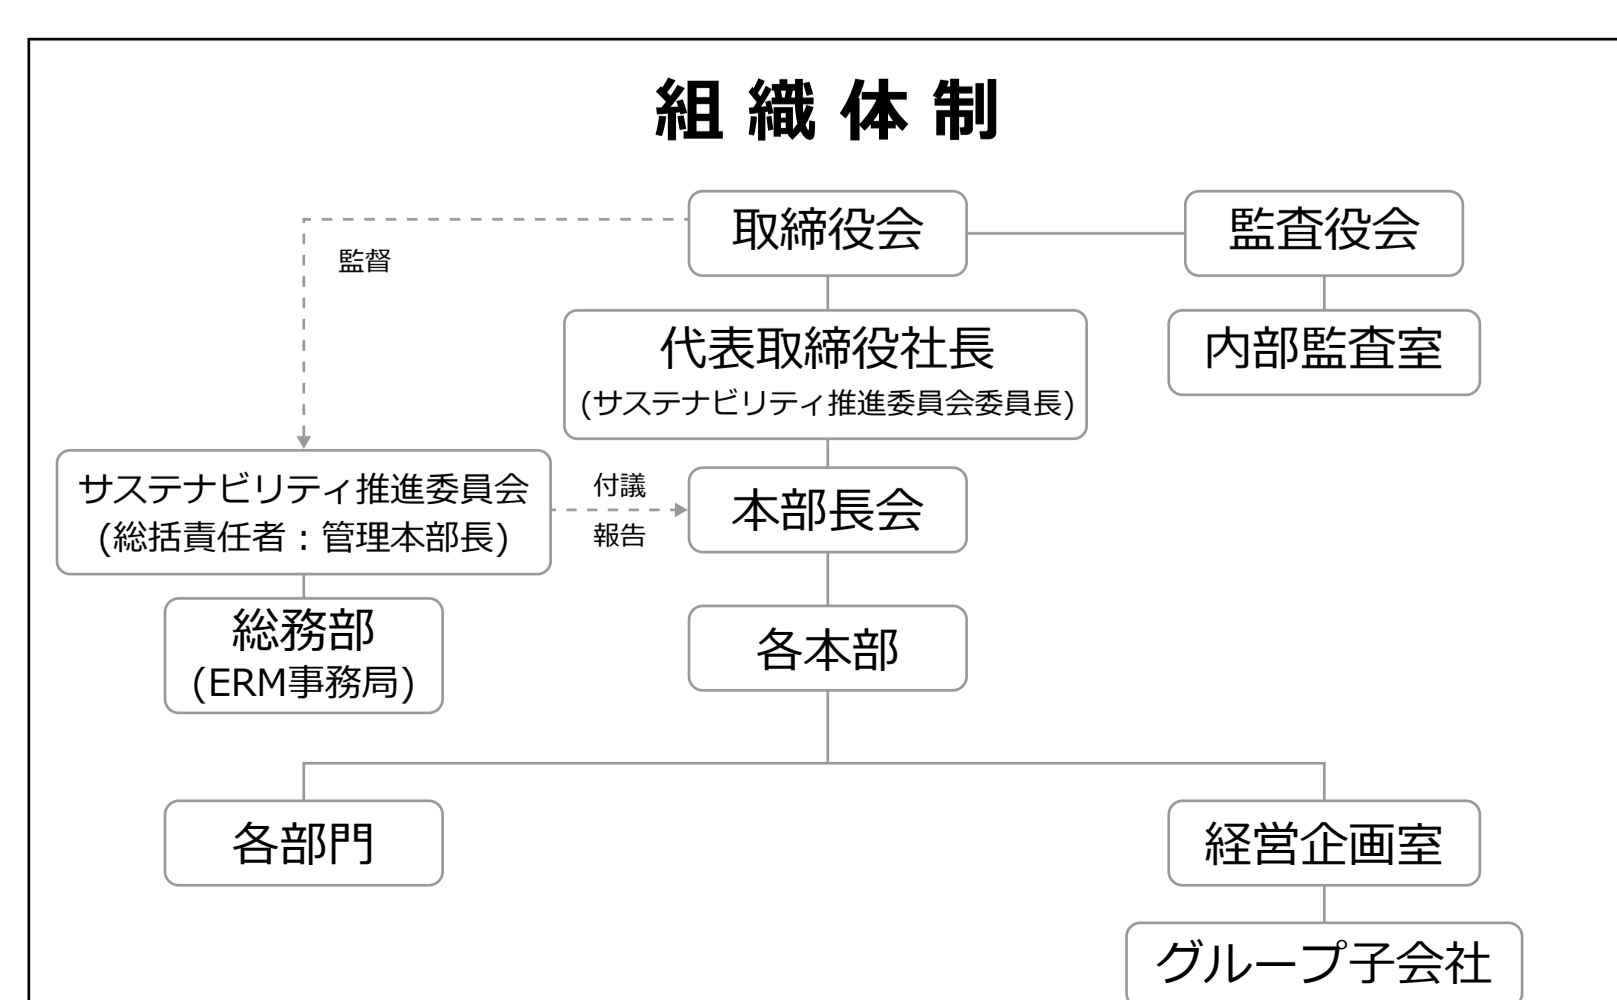 組織体制
取締役会
監査役会
監督
代表取締役社長
(サステナビリティ推進委員会委員長)
内部監査室
サステナビリティ推進委員会
(総括責任者：管理本部長)
付議
報告
本部長会
総務部
(ERM事務局)
各本部
各部門
経営企画室
グループ子会社